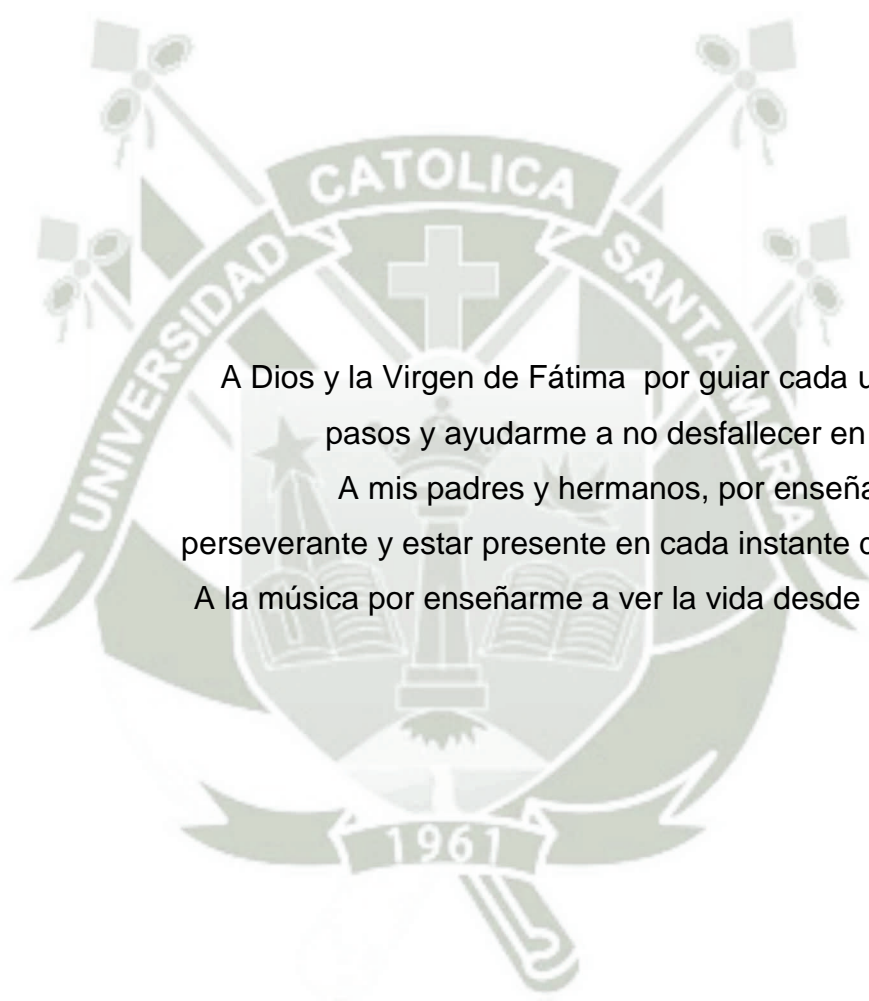 CATOLICA
UNIVERSIDAD
SANTA MARIA
A Dios y la Virgen de Fátima por guiar cada
pasos y ayudarme a no desfallecer en
A mis padres y hermanos, por
perseverante y estar presente en cada instante
A la música por enseñarme a ver la vida desde
1961